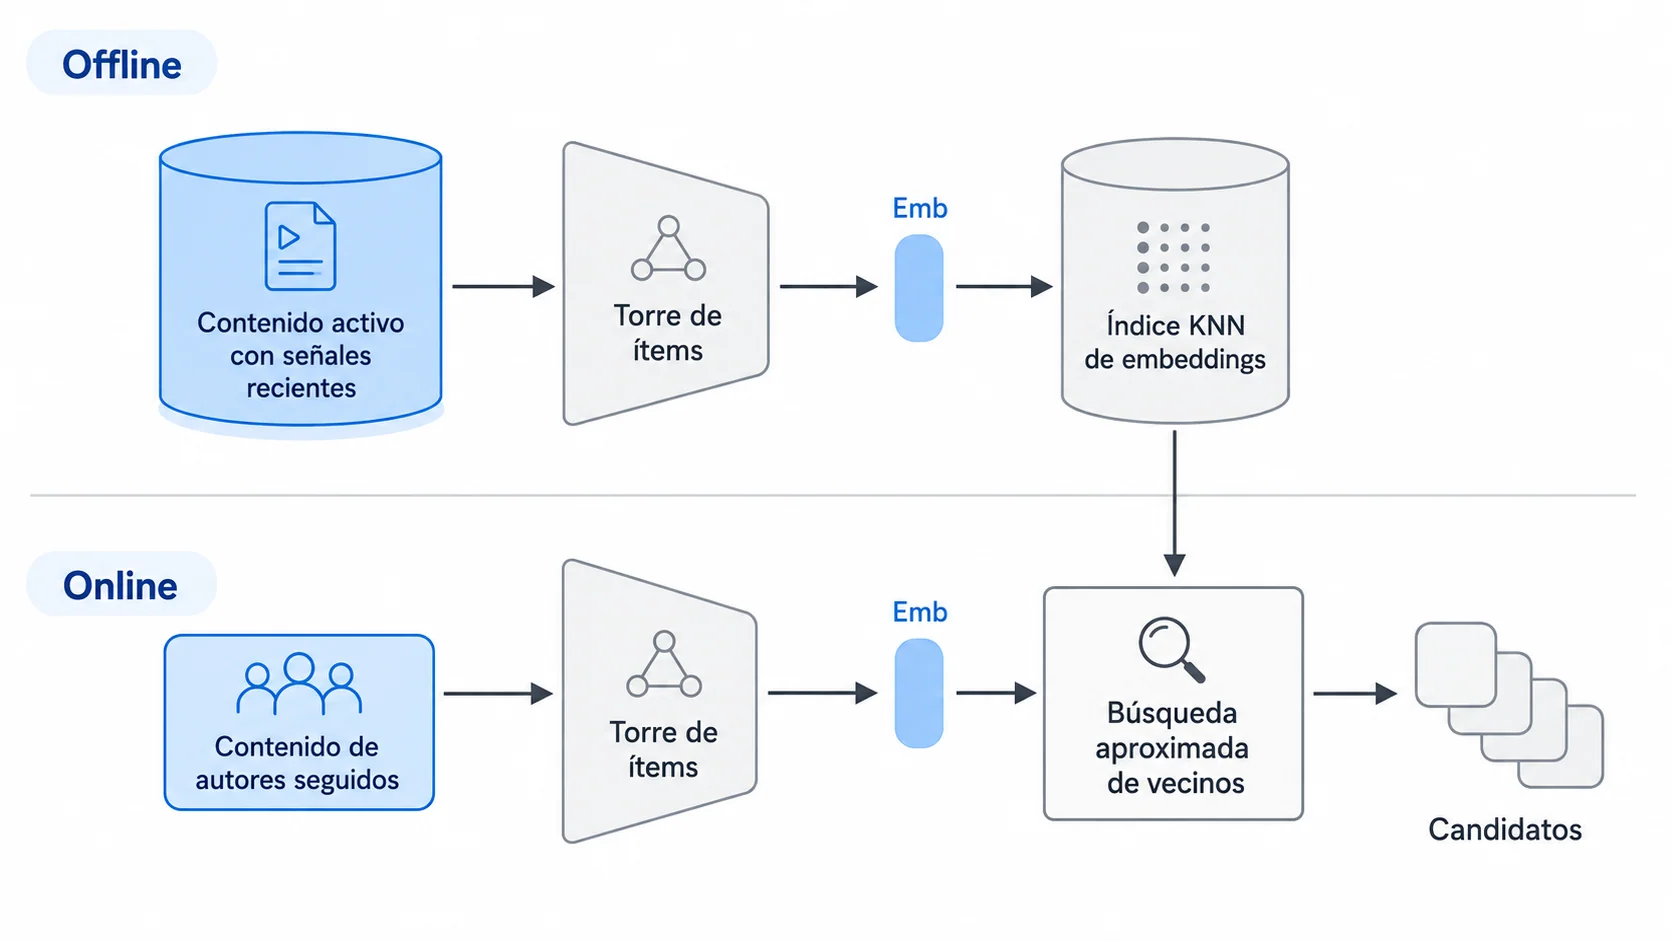 Offline
Contenido activo
con señales
recientes
Torre de
ítems
Emb
Índice KNN
de embeddings
Online
Contenido de
autores seguidos
Torre de
ítems
Emb
Búsqueda
aproximada
de vecinos
Candidatos